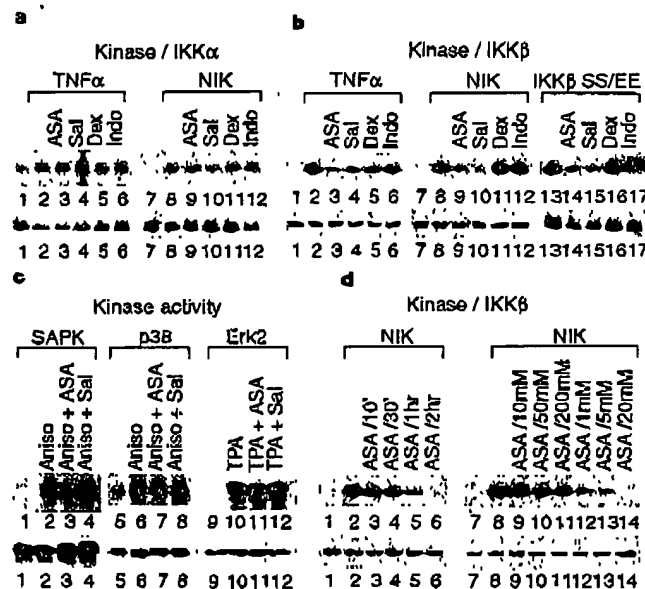 a
Kinase / IKKα
TNFα NIK
ASA Sal Dex Indo ASA Sal Dex Indo
1 2 3 4 5 6 7 8 9 10 11 12
1 2 3 4 5 6 7 8 9 10 11 12
b
Kinase / IKKβ
TNFα NIK IKKβ SS/EE
ASA Sal Dex Indo ASA Sal Dex Indo ASA Sal Dex Indo
1 2 3 4 5 6 7 8 9 10 11 12 13 14 15 16 17
1 2 3 4 5 6 7 8 9 10 11 12 13 14 15 16 17
c
Kinase activity
SAPK p38 Erk2
Aniso Aniso + ASA Aniso + Sal Aniso Aniso + ASA Aniso + Sal TPA TPA + ASA TPA + Sal
1 2 3 4 5 6 7 8 9 10 11 12
1 2 3 4 5 6 7 8 9 10 11 12
d
Kinase / IKKβ
NIK NIK
ASA /10' ASA /30' ASA /1hr ASA /2hr ASA /10mM ASA /50mM ASA /200mM ASA /1mM ASA /5mM ASA /20mM
1 2 3 4 5 6 7 8 9 10 11 12 13 14
1 2 3 4 5 6 7 8 9 10 11 12 13 14